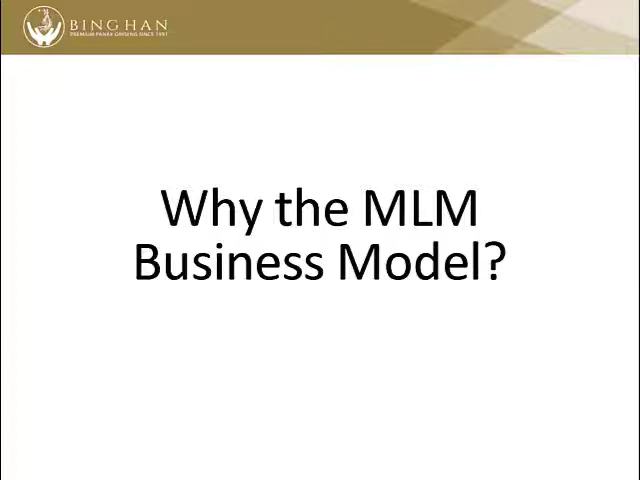 BINGHAN
PREMIUM PANAX GINSENG SINCE 1991
Why the MLM
Business Model?